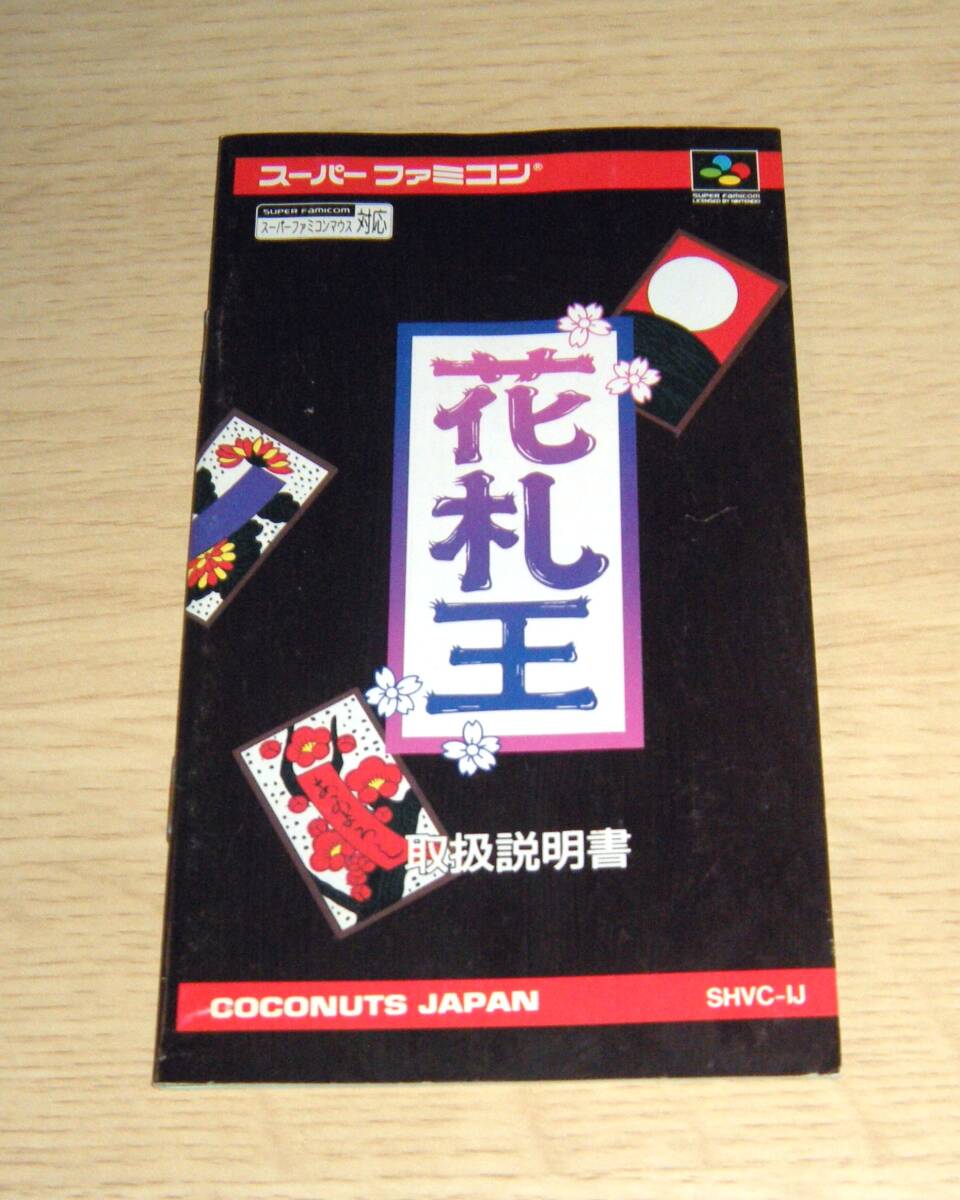 スーパーファミコン®
SUPER FAMICOM
LICENSED BY NINTENDO
SUPER FAMICOM
スーパーファミコンマウス 対応
花札王
取扱説明書
COCONUTS JAPAN
SHVC-IJ